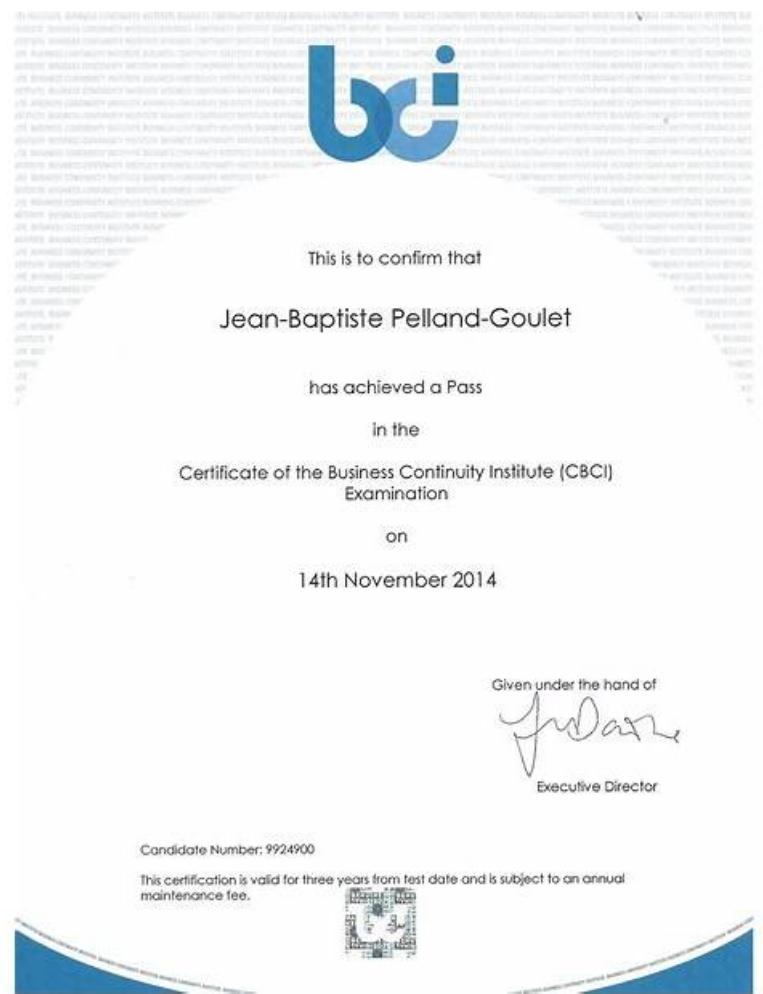 bci
This is to confirm that
Jean-Baptiste Pelland-Goulet
has achieved a Pass
in the
Certificate of the Business Continuity Institute (CBCI)
Examination
on
14th November 2014
Given under the hand of
Executive Director
Candidate Number: 9924900
This certification is valid for three years from test date and is subject to an annual
maintenance fee.